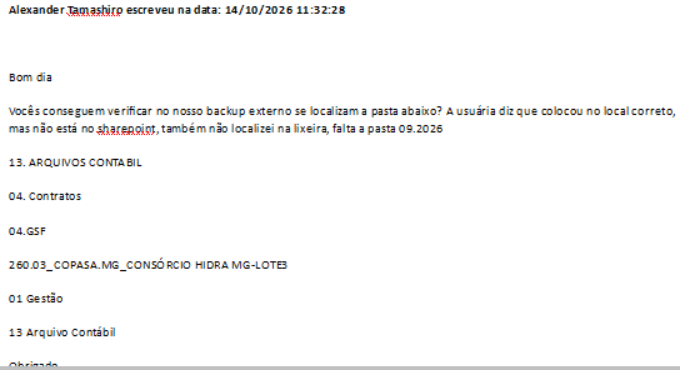 Alexander Tamashiro escreveu na data: 14/10/2026 11:32:28
Bom dia
Vocês conseguem verificar no nosso backup externo se localizam a pasta abaixo? A usuária diz que colocou no local correto,
mas não está no sharepoint, também não localizei na lixeira, falta a pasta 09.2026
13. ARQUIVOS CONTABIL
04. Contratos
04.GSF
260.03_COPASA.MG_CONSÓRCIO HIDRA MG-LOTE3
01 Gestão
13 Arquivo Contábil
Obrigado